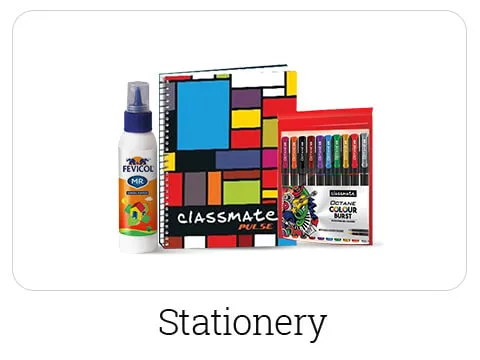 FEVICOL
MR
classmate
PULSE
classmate
OCTANE
COLOUR
BURST
Stationery